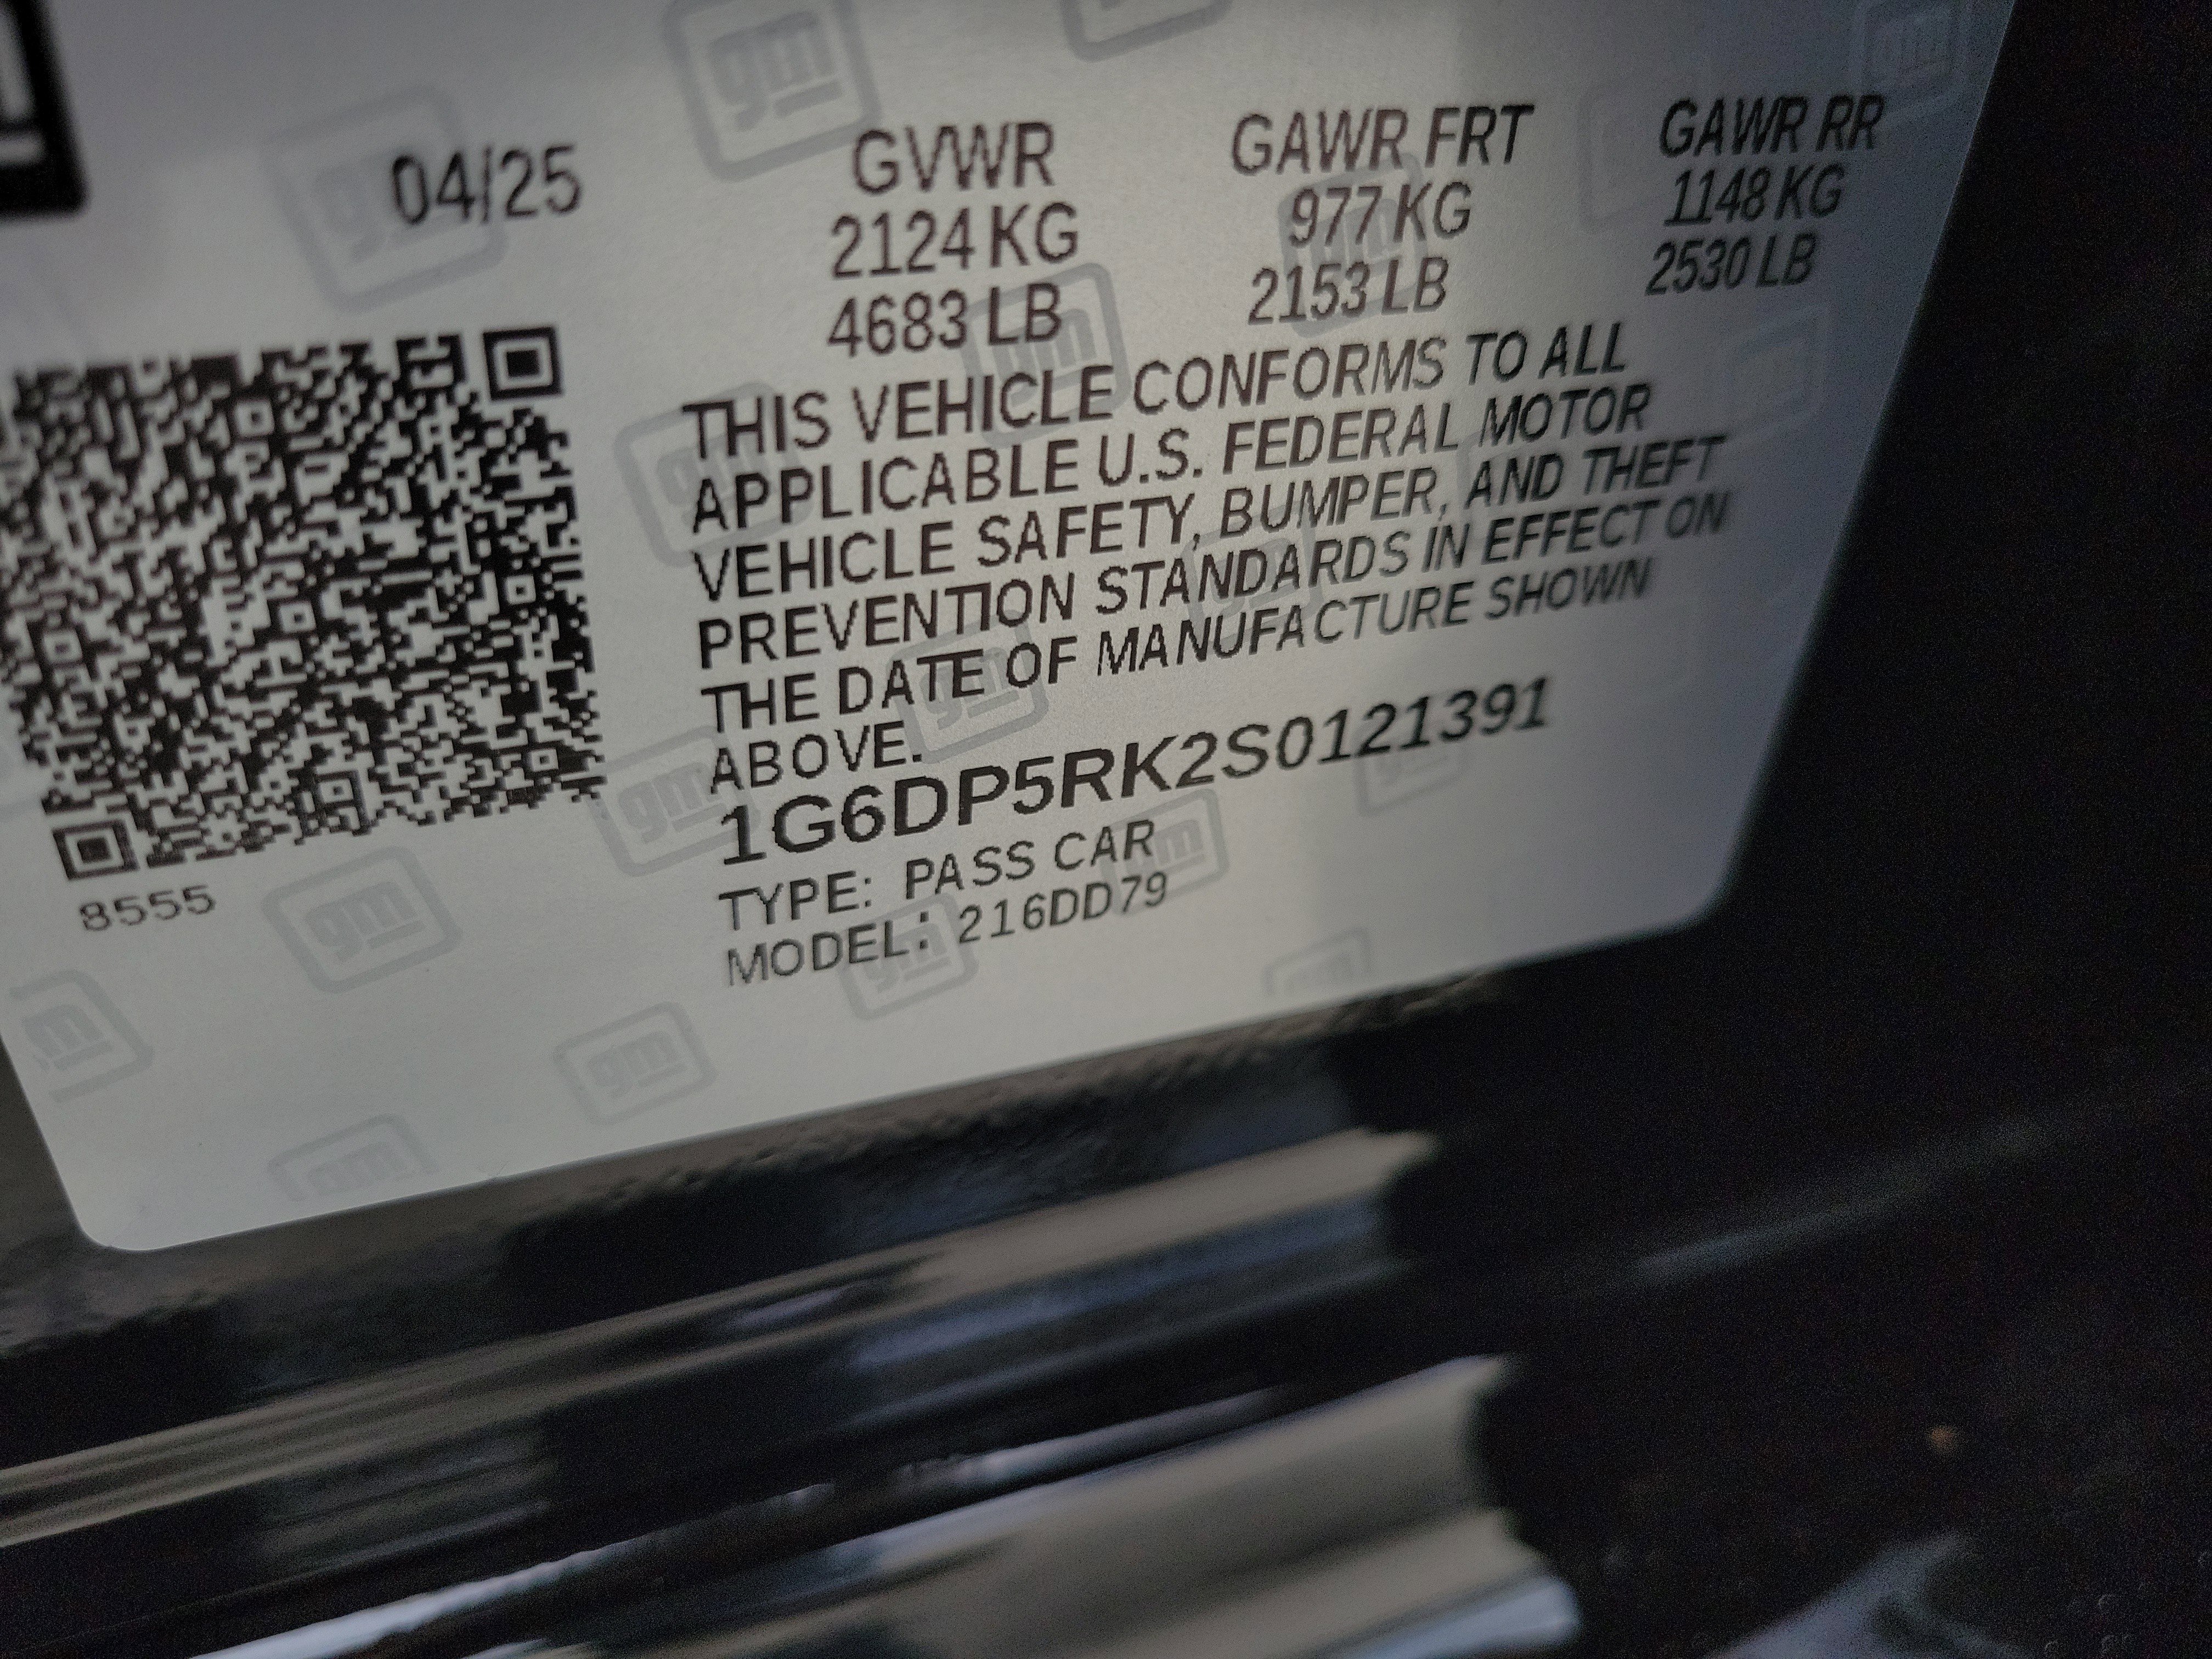 04/25 GVWR GAWR FRT GAWR RR
2124 KG 977 KG 1148 KG
4683 LB 2153 LB 2530 LB
THIS VEHICLE CONFORMS TO ALL
APPLICABLE U.S. FEDERAL MOTOR
VEHICLE SAFETY, BUMPER, AND THEFT
PREVENTION STANDARDS IN EFFECT ON
THE DATE OF MANUFACTURE SHOWN
ABOVE.
1G6DP5RK2S0121391
TYPE: PASS CAR
MODEL: 216DD79
8555
gm